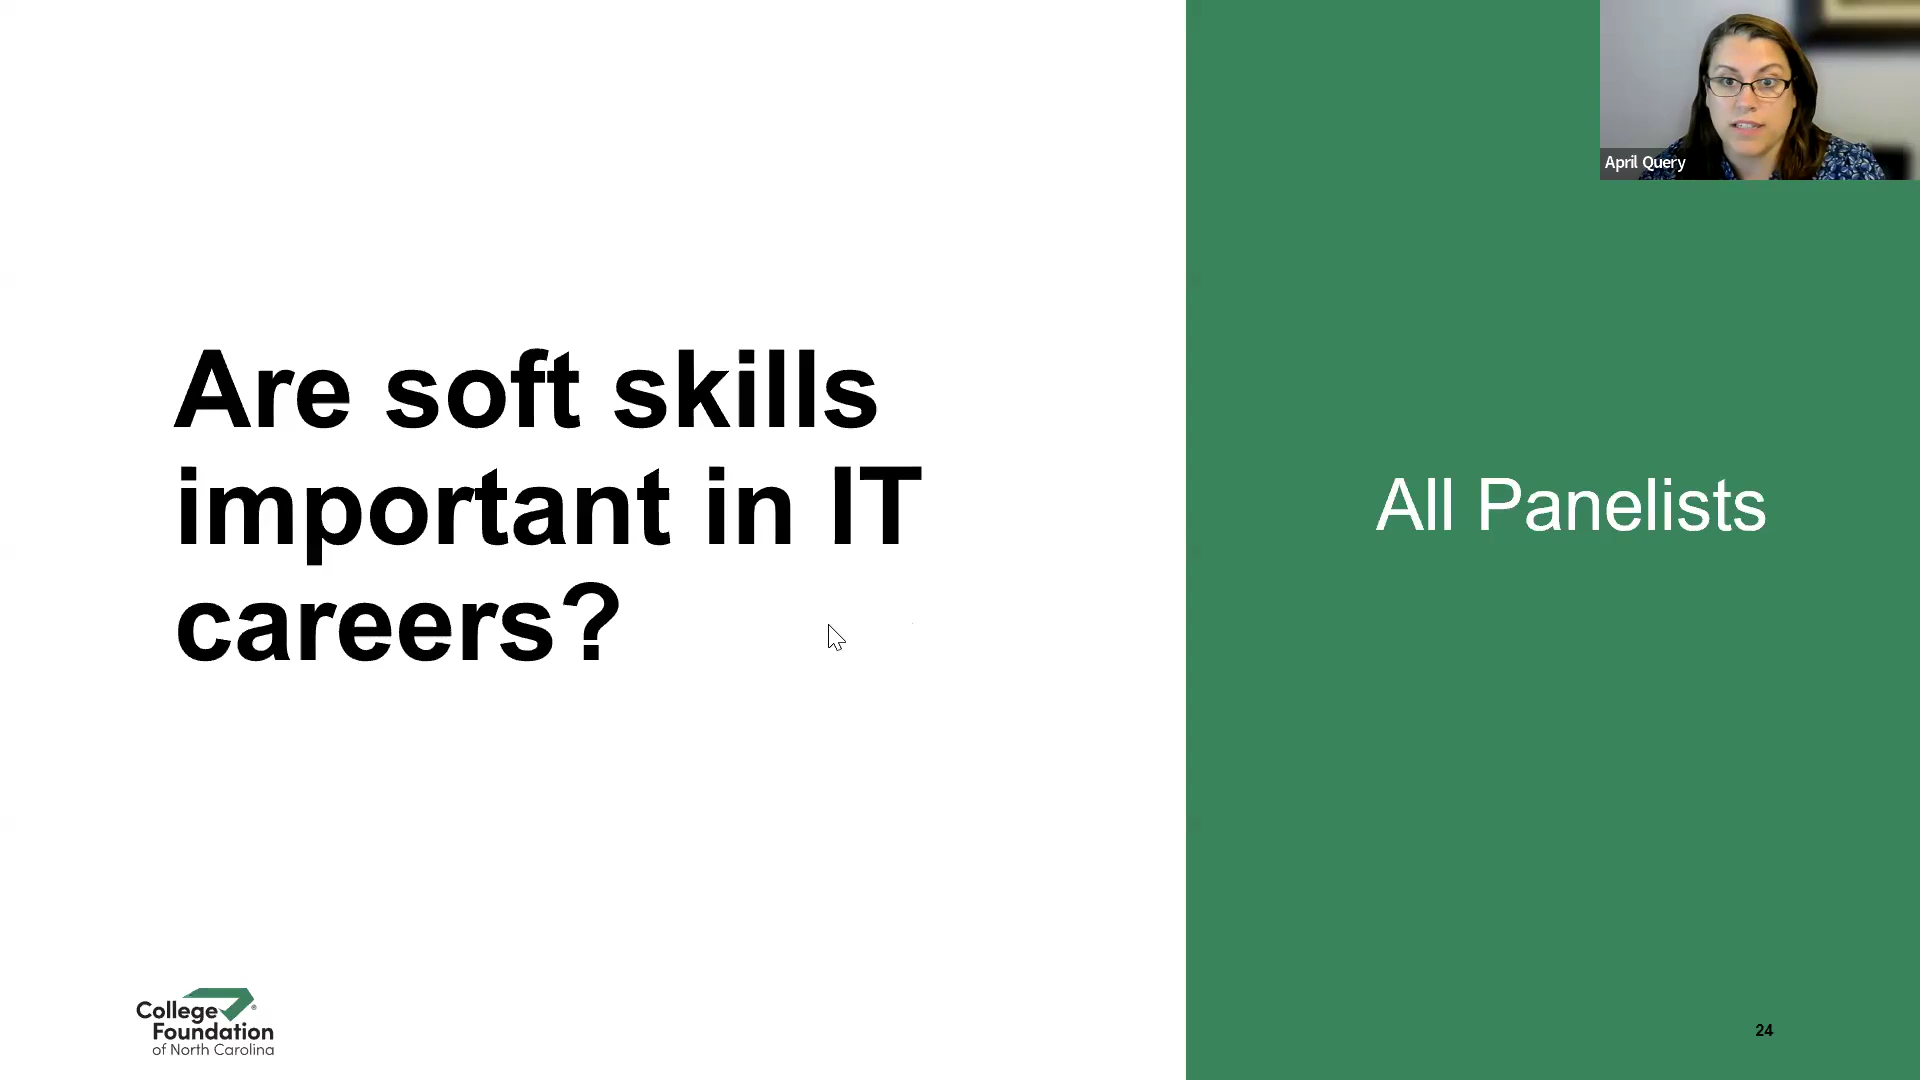 Are soft skills
important in IT
careers?
All Panelists
April Query
College
Foundation
of North Carolina
®
24